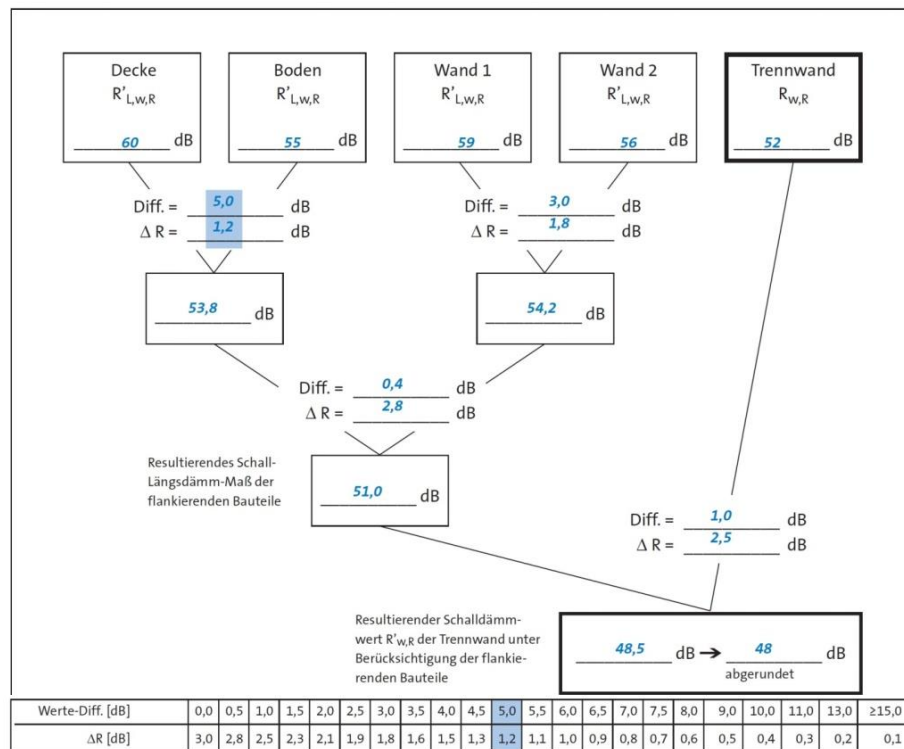 Decke Boden Wand 1 Wand 2 Trennwand
R'L,w,R R'L,w,R R'L,w,R R'L,w,R Rw,R
60 dB 55 dB 59 dB 56 dB 52 dB
Diff. = 5,0 dB Diff. = 3,0 dB
Δ R = 1,2 dB Δ R = 1,8 dB
53,8 dB 54,2 dB
Diff. = 0,4 dB
Δ R = 2,8 dB
Resultierendes Schall-
Längsdämm-Maß der
flankierenden Bauteile
51,0 dB
Diff. = 1,0 dB
Δ R = 2,5 dB
Resultierender Schalldämm-
wert R'w,R der Trennwand unter
Berücksichtigung der flankie-
renden Bauteile
48,5 dB → 48 dB
abgerundet
Werte-Diff. [dB] 0,0 0,5 1,0 1,5 2,0 2,5 3,0 3,5 4,0 4,5 5,0 5,5 6,0 6,5 7,0 7,5 8,0 9,0 10,0 11,0 13,0 ≥15,0
ΔR [dB] 3,0 2,8 2,5 2,3 2,1 1,9 1,8 1,6 1,5 1,3 1,2 1,1 1,0 0,9 0,8 0,7 0,6 0,5 0,4 0,3 0,2 0,1